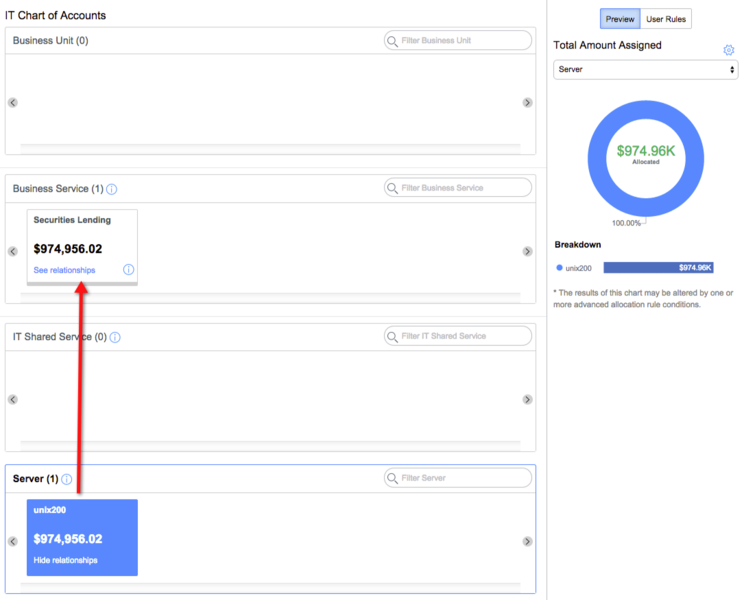 IT Chart of Accounts
Business Unit (0)
Filter Business Unit
Business Service (1)
Filter Business Service
Securities Lending
$974,956.02
See relationships
IT Shared Service (0)
Filter IT Shared Service
Server (1)
Filter Server
unix200
$974,956.02
Hide relationships
Preview
User Rules
Total Amount Assigned
Server
$974.96K
Allocated
100.00%
Breakdown
unix200
$974.96K
* The results of this chart may be altered by one or
more advanced allocation rule conditions.